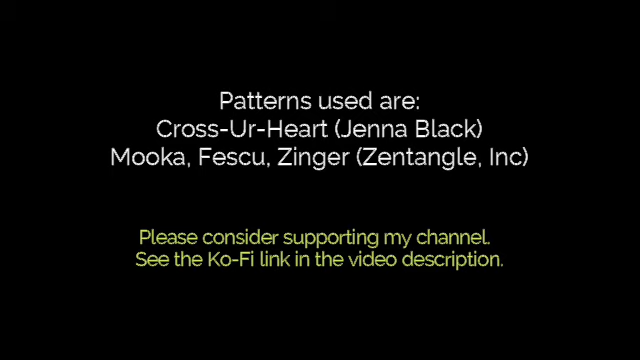 Patterns used are:
Cross-Ur-Heart (Jenna Black)
Mooka, Fescu, Zinger (Zentangle, Inc)
Please consider supporting my channel.
See the Ko-Fi link in the video description.